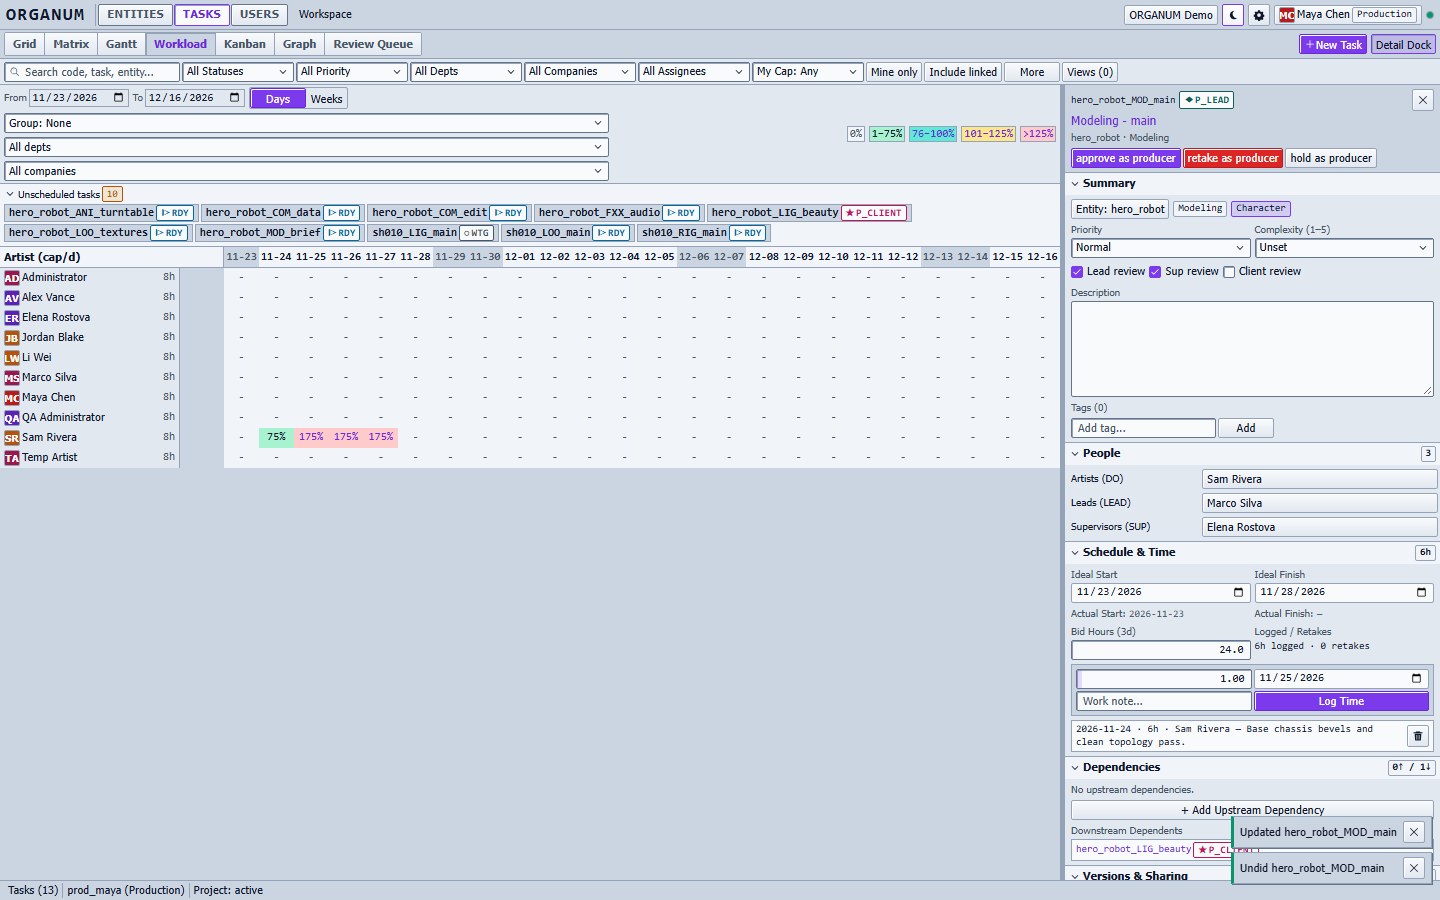 ORGANUM ENTITIES TASKS USERS Workspace ORGANUM Demo MC Maya Chen Production
Grid Matrix Gantt Workload Kanban Graph Review Queue +New Task Detail Dock
Search code, task, entity... All Statuses All Priority All Depts All Companies All Assignees My Cap: Any Mine only Include linked More Views (0)
From 11/23/2026 To 12/16/2026 Days Weeks
Group: None
All depts
All companies
0% 1–75% 76–100% 101–125% >125%
Unscheduled tasks 10
hero_robot_ANI_turntable RDY hero_robot_COM_data RDY hero_robot_COM_edit RDY hero_robot_FXX_audio RDY hero_robot_LIG_beauty P_CLIENT
hero_robot_LOO_textures RDY hero_robot_MOD_brief RDY sh010_LIG_main WTG sh010_LOO_main RDY sh010_RIG_main RDY
Artist (cap/d) 11-23 11-24 11-25 11-26 11-27 11-28 11-29 11-30 12-01 12-02 12-03 12-04 12-05 12-06 12-07 12-08 12-09 12-10 12-11 12-12 12-13 12-14 12-15 12-16
AD Administrator 8h - - - - - - - - - - - - - - - - - - - - - - - -
AV Alex Vance 8h - - - - - - - - - - - - - - - - - - - - - - - -
ER Elena Rostova 8h - - - - - - - - - - - - - - - - - - - - - - - -
JB Jordan Blake 8h - - - - - - - - - - - - - - - - - - - - - - - -
LW Li Wei 8h - - - - - - - - - - - - - - - - - - - - - - - -
MS Marco Silva 8h - - - - - - - - - - - - - - - - - - - - - - - -
MC Maya Chen 8h - - - - - - - - - - - - - - - - - - - - - - - -
QA QA Administrator 8h - - - - - - - - - - - - - - - - - - - - - - - -
SR Sam Rivera 8h - 75% 175% 175% 175% - - - - - - - - - - - - - - - - - - -
TA Temp Artist 8h - - - - - - - - - - - - - - - - - - - - - - - -
hero_robot_MOD_main P_LEAD
Modeling - main
hero_robot · Modeling
approve as producer retake as producer hold as producer
Summary
Entity: hero_robot Modeling Character
Priority Complexity (1–5)
Normal Unset
Lead review Sup review Client review
Description
Tags (0)
Add tag... Add
People 3
Artists (DO) Sam Rivera
Leads (LEAD) Marco Silva
Supervisors (SUP) Elena Rostova
Schedule & Time 6h
Ideal Start Ideal Finish
11/23/2026 11/28/2026
Actual Start: 2026-11-23 Actual Finish: —
Bid Hours (3d) Logged / Retakes
24.0 6h logged · 0 retakes
1.00 11/25/2026
Work note... Log Time
2026-11-24 · 6h · Sam Rivera — Base chassis bevels and
clean topology pass.
Dependencies 0↑ / 1↓
No upstream dependencies.
+ Add Upstream Dependency
Downstream Dependents
hero_robot_LIG_beauty
Updated hero_robot_MOD_main
Undid hero_robot_MOD_main
Versions & Sharing
Tasks (13) prod_maya (Production) Project: active